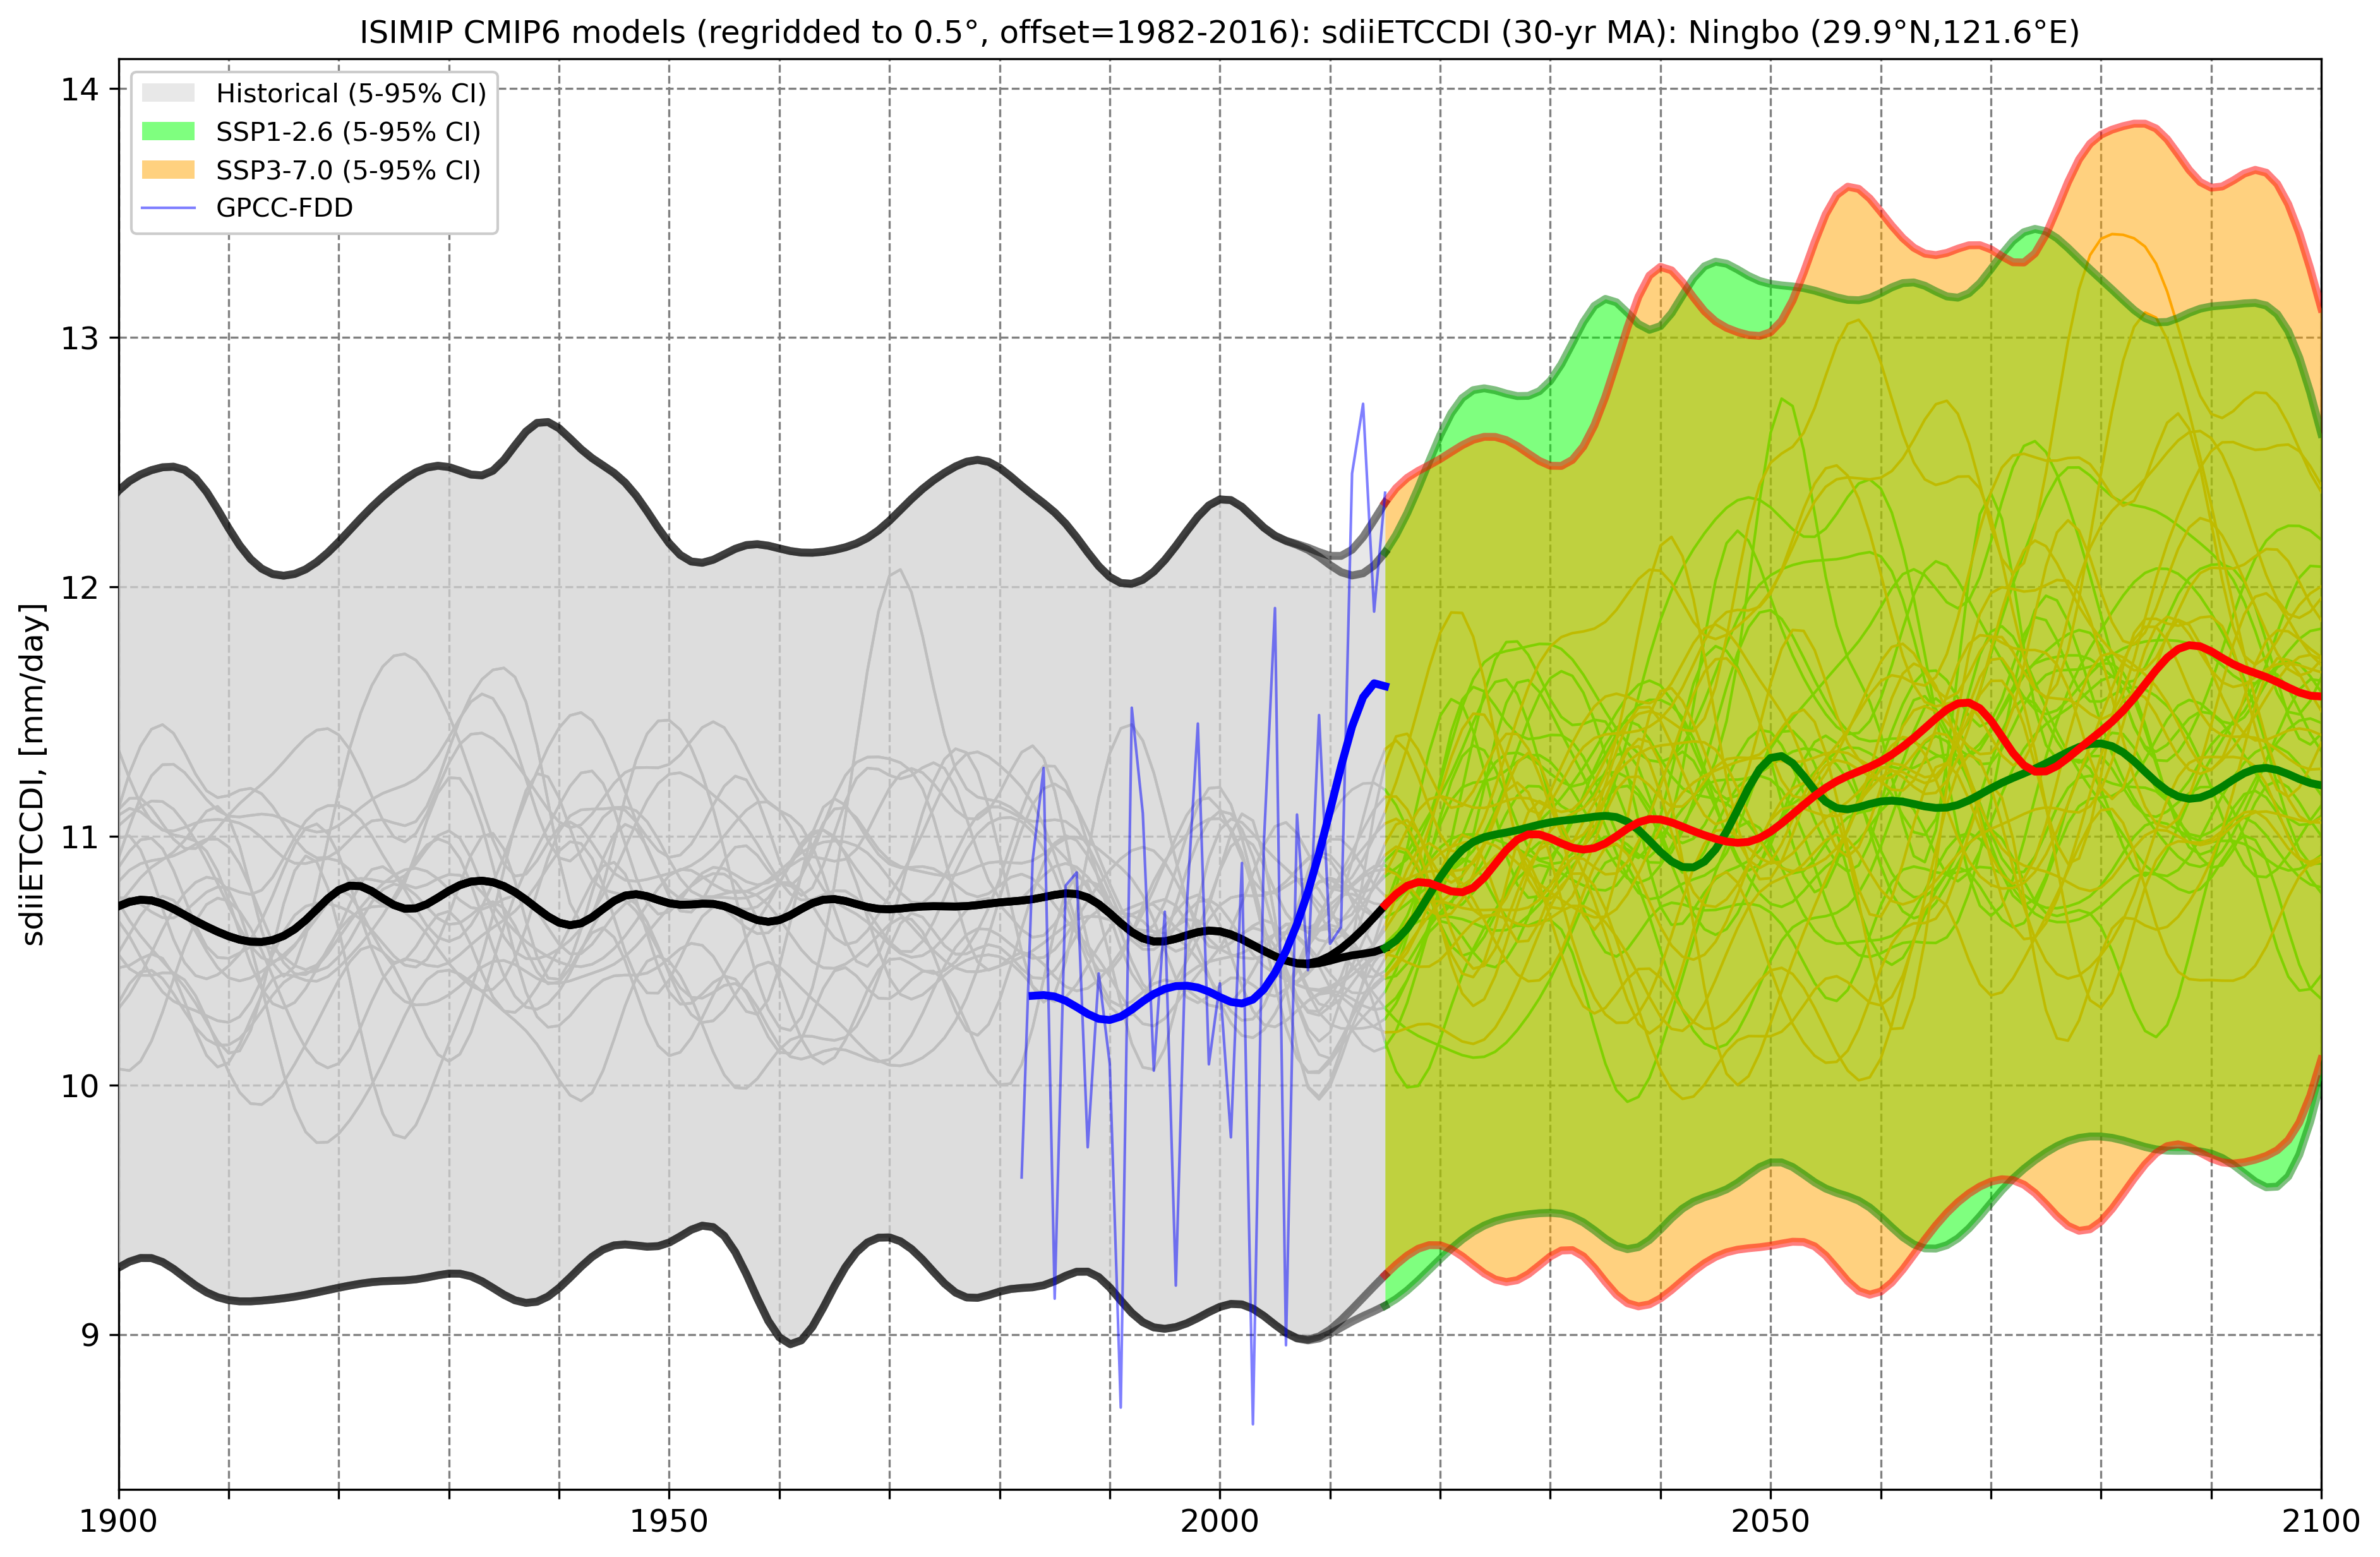 ISIMIP CMIP6 models (regridded to 0.5°, offset=1982-2016): sdiiETCCDI (30-yr MA): Ningbo (29.9°N,121.6°E)
Historical (5-95% CI)
SSP1-2.6 (5-95% CI)
SSP3-7.0 (5-95% CI)
GPCC-FDD
sdiiETCCDI, [mm/day]
14
13
12
11
10
9
1900
1950
2000
2050
2100